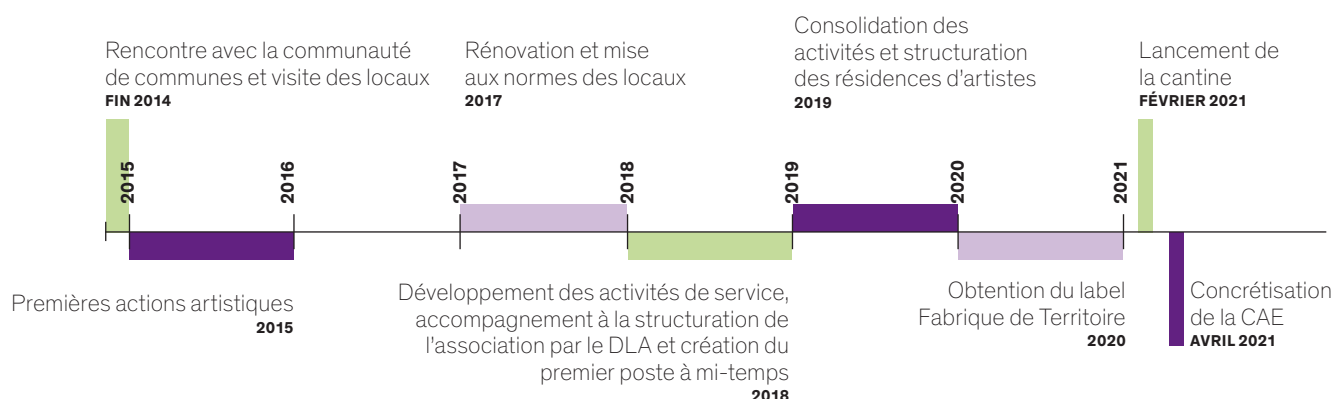 Rencontre avec la communauté
de communes et visite des locaux
FIN 2014
Rénovation et mise
aux normes des locaux
2017
Consolidation des
activités et structuration
des résidences d'artistes
2019
Lancement de
la cantine
FÉVRIER 2021
2015
2016
2017
2018
2019
2020
2021
Premières actions artistiques
2015
Développement des activités de service,
accompagnement à la structuration de
l'association par le DLA et création du
premier poste à mi-temps
2018
Obtention du label
Fabrique de Territoire
2020
Concrétisation
de la CAE
AVRIL 2021